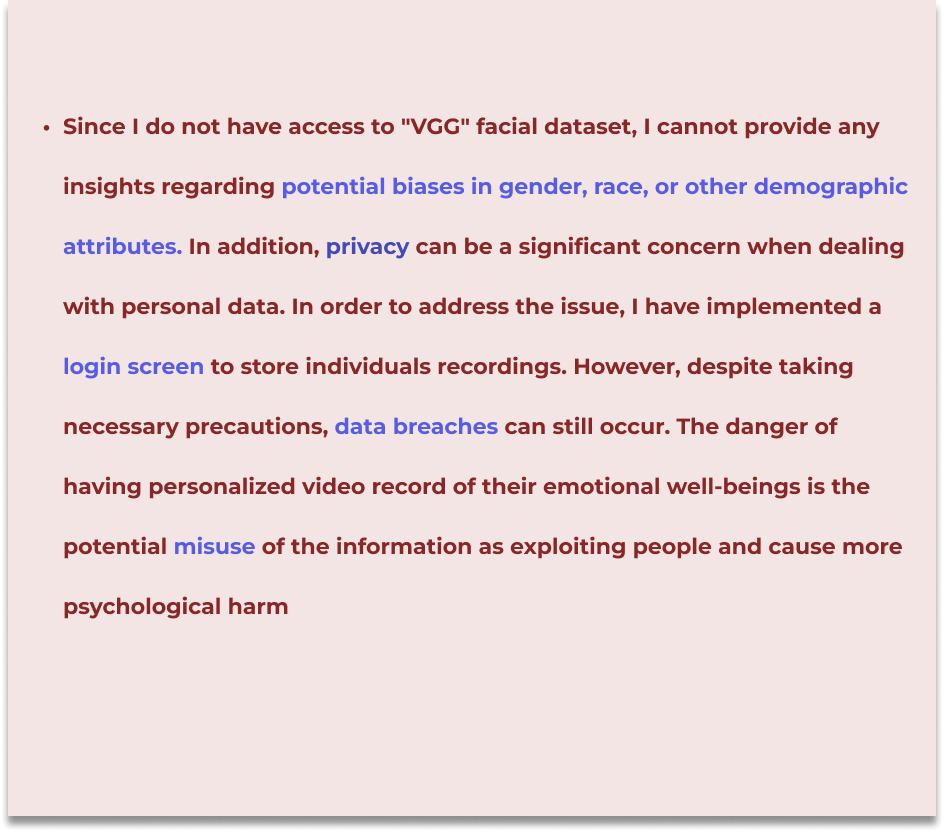 • Since I do not have access to "VGG" facial dataset, I cannot provide any
insights regarding potential biases in gender, race, or other demographic
attributes. In addition, privacy can be a significant concern when dealing
with personal data. In order to address the issue, I have implemented a
login screen to store individuals recordings. However, despite taking
necessary precautions, data breaches can still occur. The danger of
having personalized video record of their emotional well-beings is the
potential misuse of the information as exploiting people and cause more
psychological harm